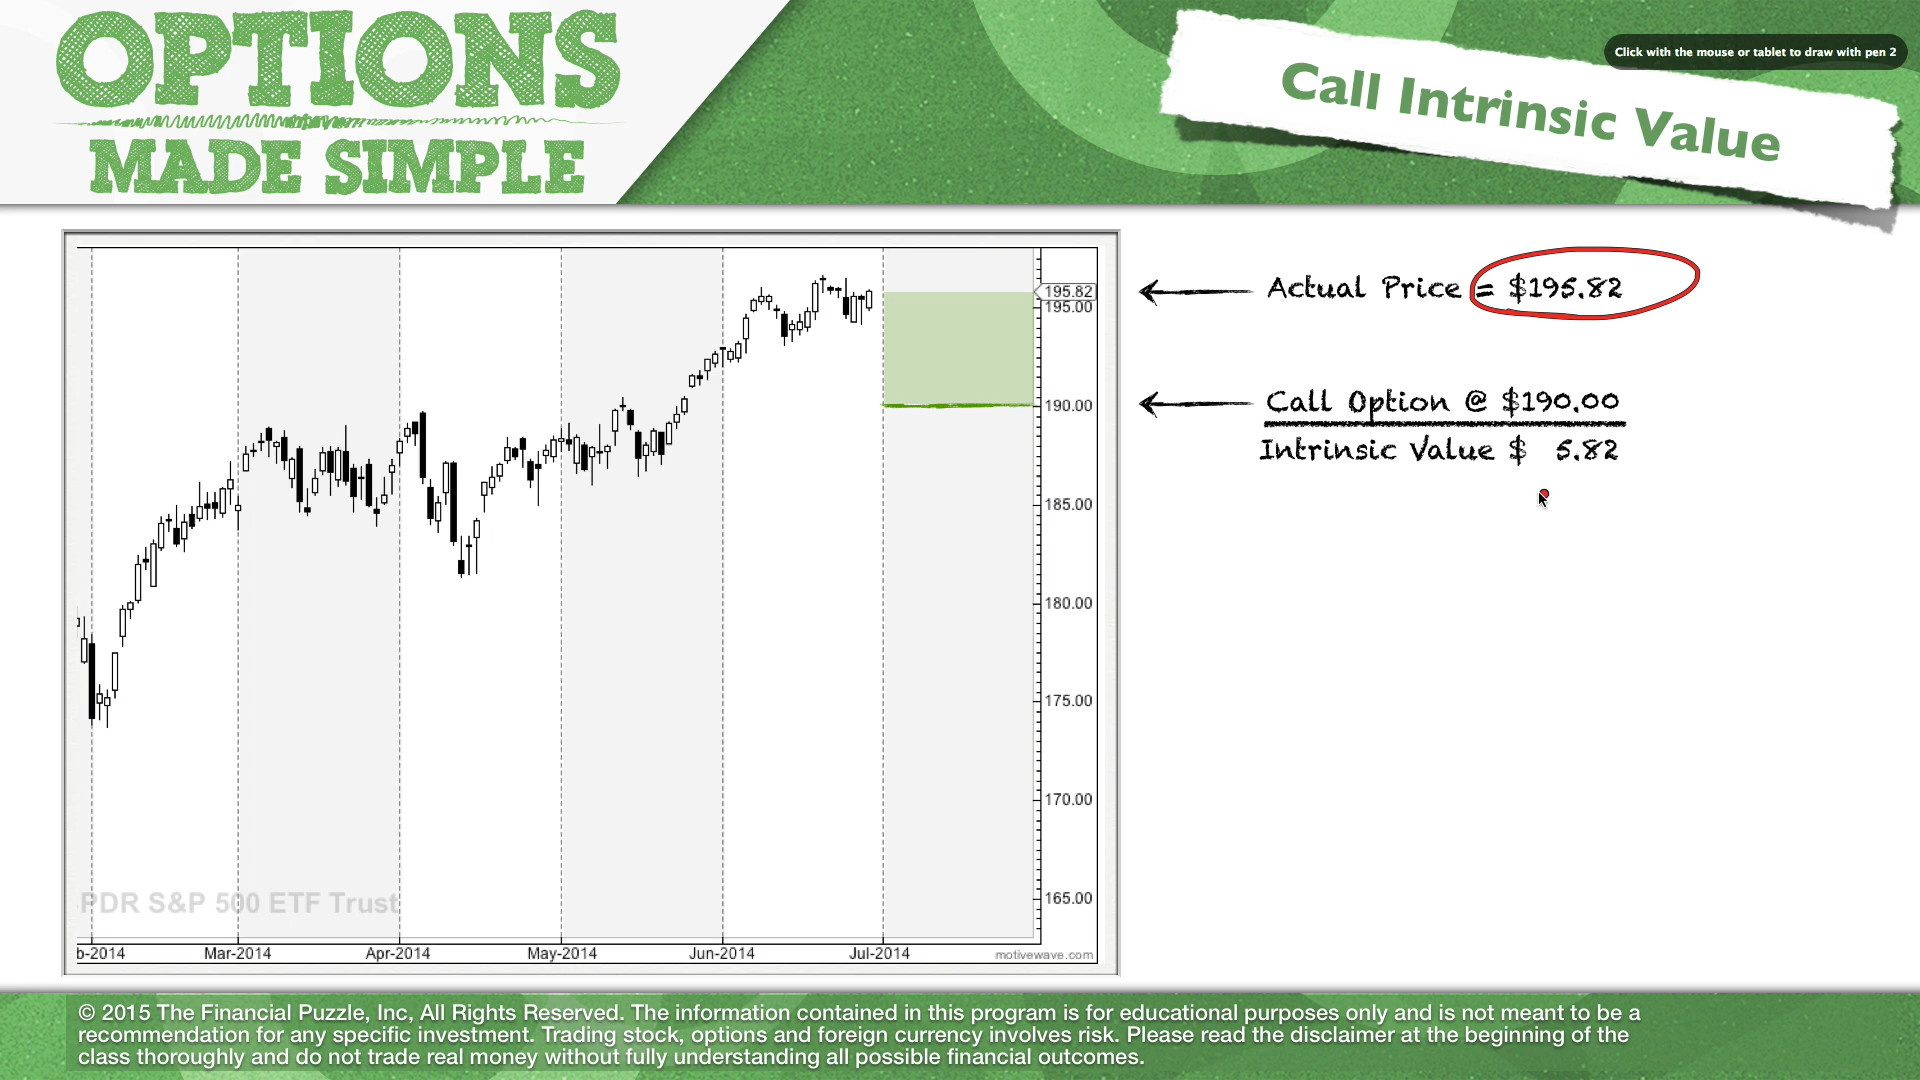 OPTIONS
MADE SIMPLE
Click with the mouse or tablet to draw with pen 2
Call Intrinsic Value
195.82
195.00
190.00
185.00
180.00
175.00
170.00
165.00
Actual Price = $195.82
Call Option @ $190.00
Intrinsic Value $ 5.82
PDR S&P 500 ETF Trust
b-2014 Mar-2014 Apr-2014 May-2014 Jun-2014 Jul-2014 motivewave.com
© 2015 The Financial Puzzle, Inc, All Rights Reserved. The information contained in this program is for educational purposes only and is not meant to be a
recommendation for any specific investment. Trading stock, options and foreign currency involves risk. Please read the disclaimer at the beginning of the
class thoroughly and do not trade real money without fully understanding all possible financial outcomes.